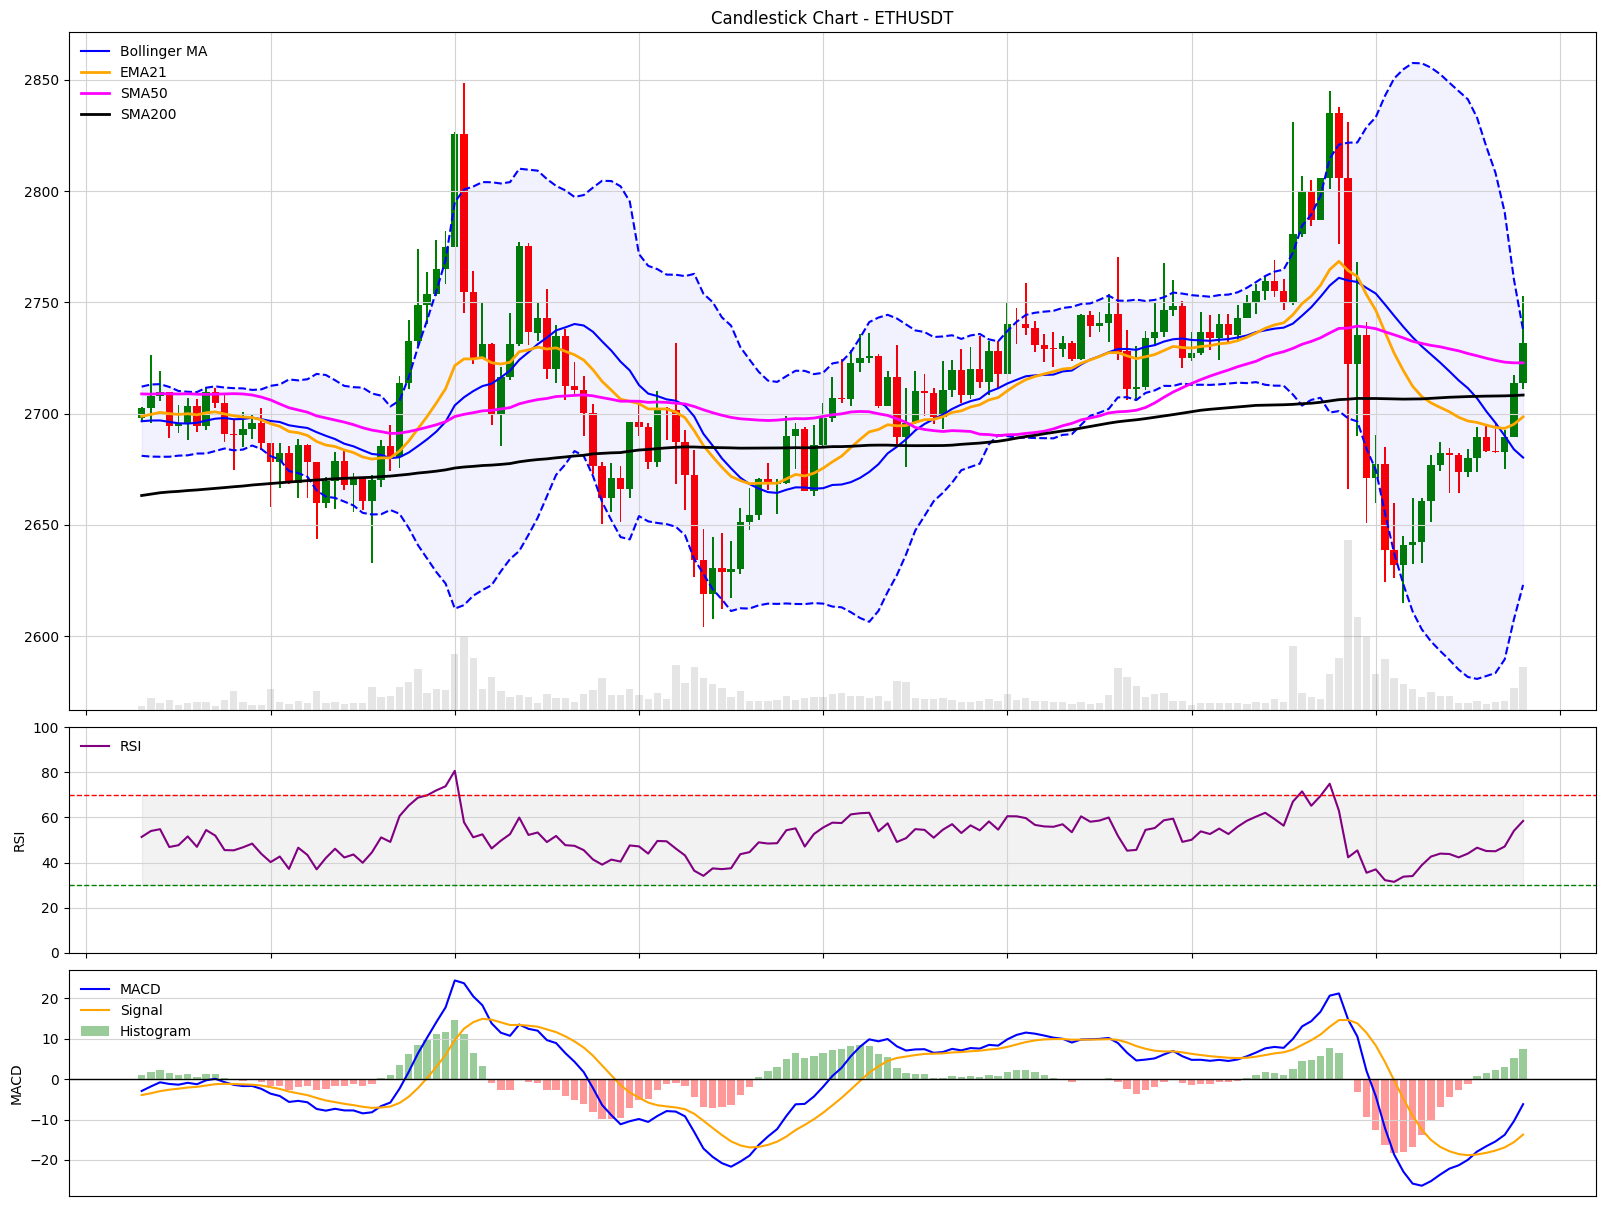 Candlestick Chart - ETHUSDT
Bollinger MA
EMA21
SMA50
SMA200
2850
2800
2750
2700
2650
2600
RSI
100
80
60
40
20
0
RSI
MACD
Signal
Histogram
20
10
0
−10
−20
MACD